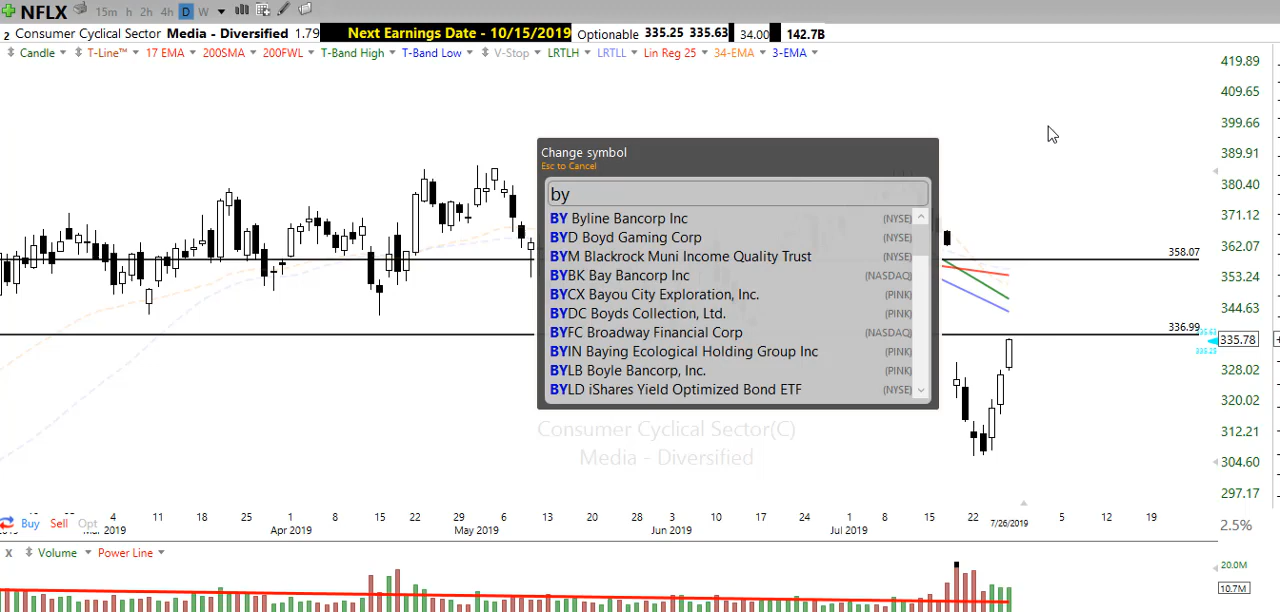 NFLX 15m h 2h 4h D W
2 Consumer Cyclical Sector Media - Diversified 1.79 Next Earnings Date - 10/15/2019 Optionable 335.25 335.63 34.00 142.7B
Candle T-Line™ 17 EMA 200SMA 200FWL T-Band High T-Band Low V-Stop LRTLH LRTLL Lin Reg 25 34-EMA 3-EMA
419.89
409.65
399.66
389.91
380.40
371.12
362.07
353.24
344.63
335.78
328.02
320.02
312.21
304.60
297.17
358.07
336.99
335.63
335.25
Change symbol
Esc to Cancel
by
BY Byline Bancorp Inc (NYSE)
BYD Boyd Gaming Corp (NYSE)
BYM Blackrock Muni Income Quality Trust (NYSE)
BYBK Bay Bancorp Inc (NASDAQ)
BYCX Bayou City Exploration, Inc. (PINK)
BYDC Boyds Collection, Ltd. (PINK)
BYFC Broadway Financial Corp (NASDAQ)
BYIN Baying Ecological Holding Group Inc (PINK)
BYLB Boyle Bancorp, Inc. (PINK)
BYLD iShares Yield Optimized Bond ETF (NYSE)
Consumer Cyclical Sector(C)
Media - Diversified
4 11 18 25 8 15 22 29 6 13 20 28 3 10 17 24 1 8 15 22 7/26/2019 5 12 19
Buy Sell Opt
2019 Apr 2019 May 2019 Jun 2019 Jul 2019
2.5%
X Volume Power Line
20.0M
10.7M